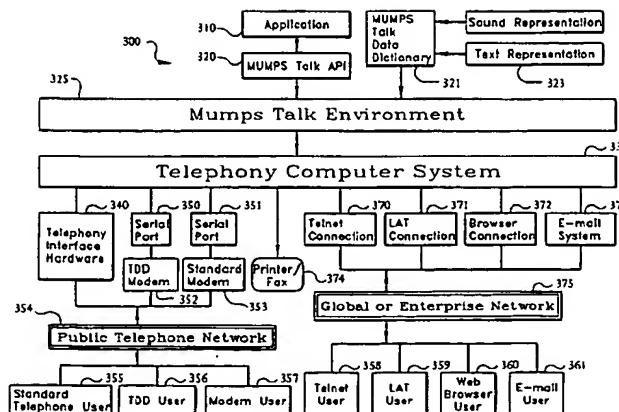 300
310
Application
320
MUMPS Talk API
MUMPS
Talk
Data
Dictionary
321
Sound Representation
Text Representation
323
325
Mumps Talk Environment
Telephony Computer System
340
350
351
370
371
372
Telephony
Interface
Hardware
Serial
Port
Serial
Port
TDD
Modem
352
Standard
Modem
353
Printer/
Fax
374
Telnet
Connection
LAT
Connection
Browser
Connection
E-mail
System
375
354
Public Telephone Network
Global or Enterprise Network
355
356
357
358
359
360
361
Standard
Telephone User
TDD User
Modem User
Telnet
User
LAT
User
Web
Browser
User
E-mail
User